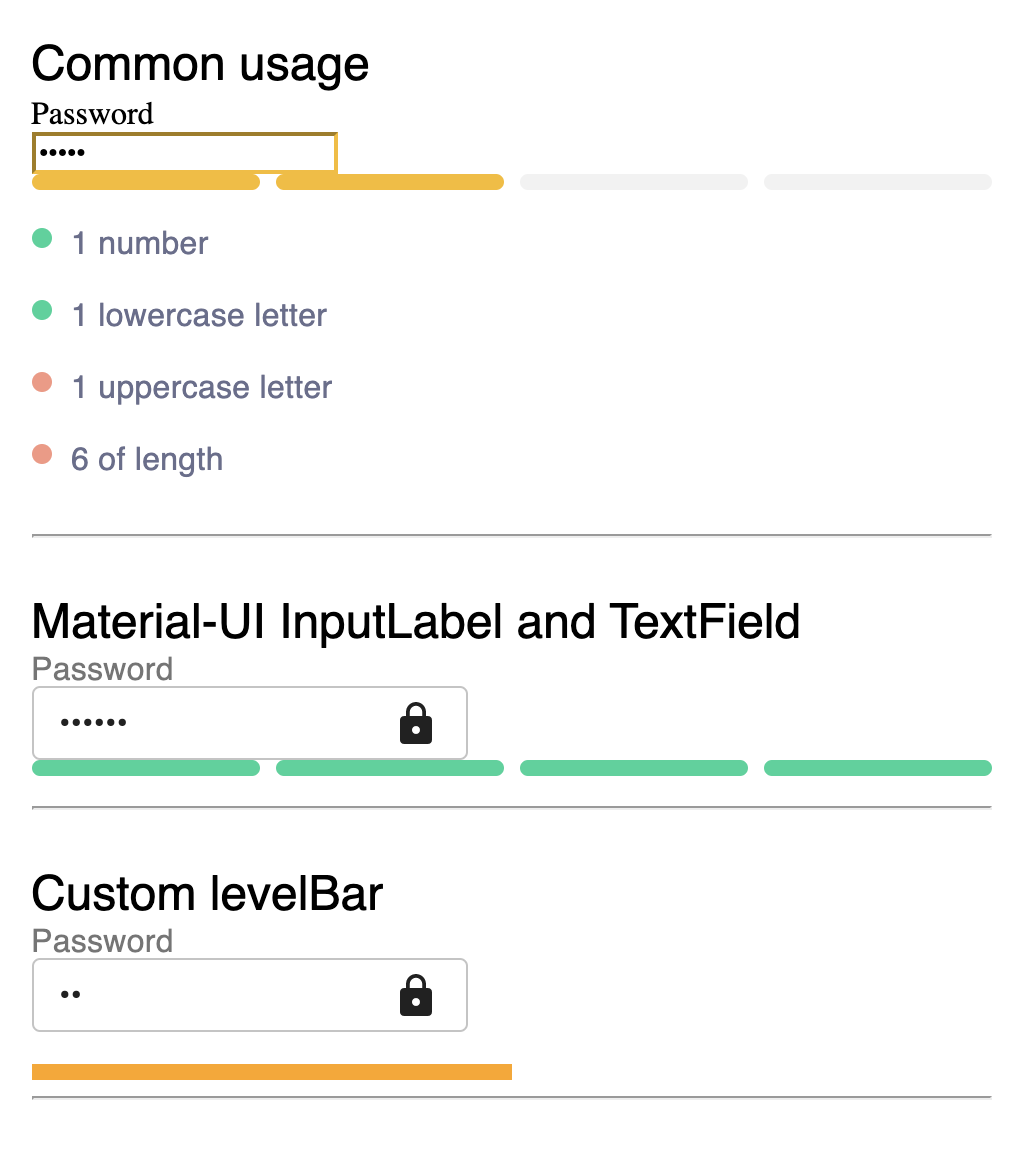 Common usage
Password
•••••
1 number
1 lowercase letter
1 uppercase letter
6 of length
Material-UI InputLabel and TextField
Password
••••••
Custom levelBar
Password
••